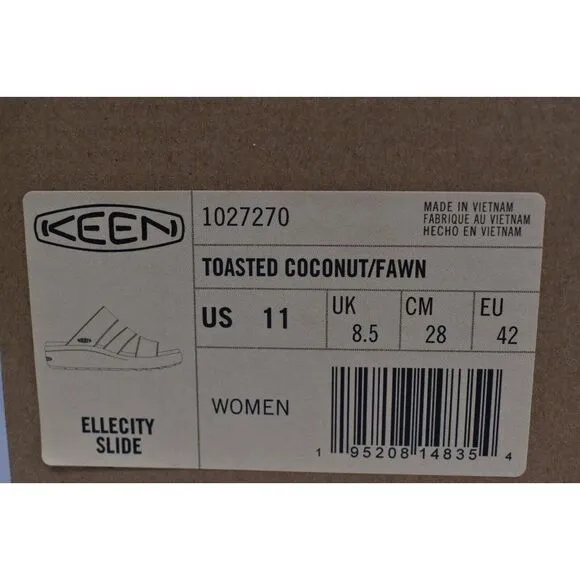 KEEN
1027270
MADE IN VIETNAM
FABRIQUE AU VIETNAM
HECHO EN VIETNAM
TOASTED COCONUT/FAWN
US 11
UK
8.5
CM
28
EU
42
ELLECITY
SLIDE
WOMEN
1 95208 14835 4